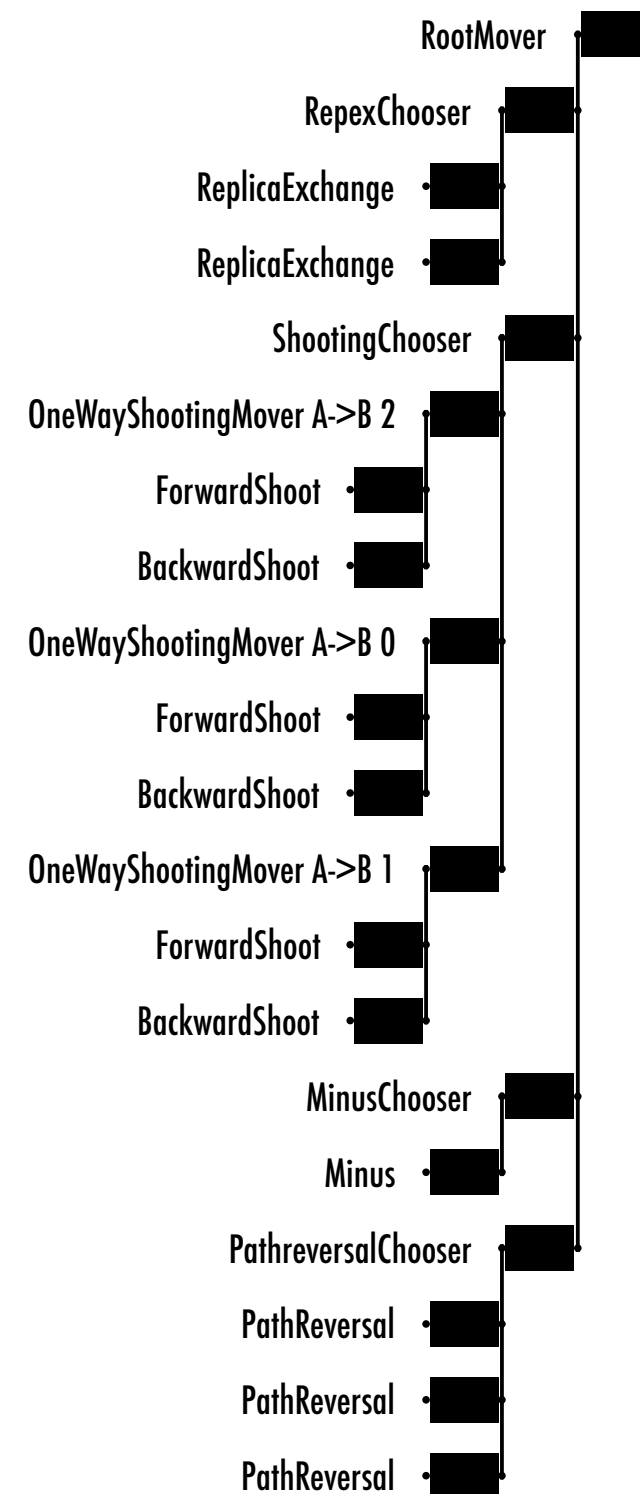 RootMover
RepexChooser
ReplicaExchange
ReplicaExchange
ShootingChooser
OneWayShootingMover A->B 2
ForwardShoot
BackwardShoot
OneWayShootingMover A->B 0
ForwardShoot
BackwardShoot
OneWayShootingMover A->B 1
ForwardShoot
BackwardShoot
MinusChooser
Minus
PathreversalChooser
PathReversal
PathReversal
PathReversal